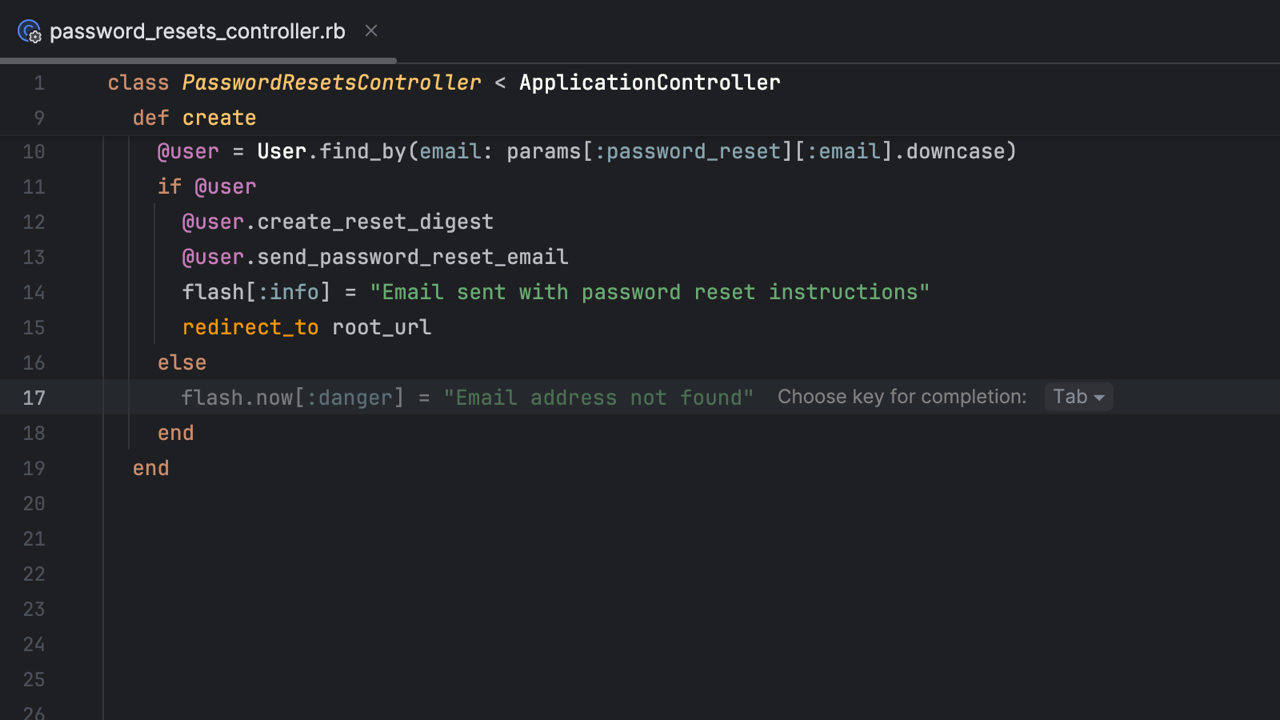 password_resets_controller.rb
1 class PasswordResetsController < ApplicationController
9 def create
10 @user = User.find_by(email: params[:password_reset][:email].downcase)
11 if @user
12 @user.create_reset_digest
13 @user.send_password_reset_email
14 flash[:info] = "Email sent with password reset instructions"
15 redirect_to root_url
16 else
17 flash.now[:danger] = "Email address not found" Choose key for completion: Tab
18 end
19 end
20
21
22
23
24
25
26